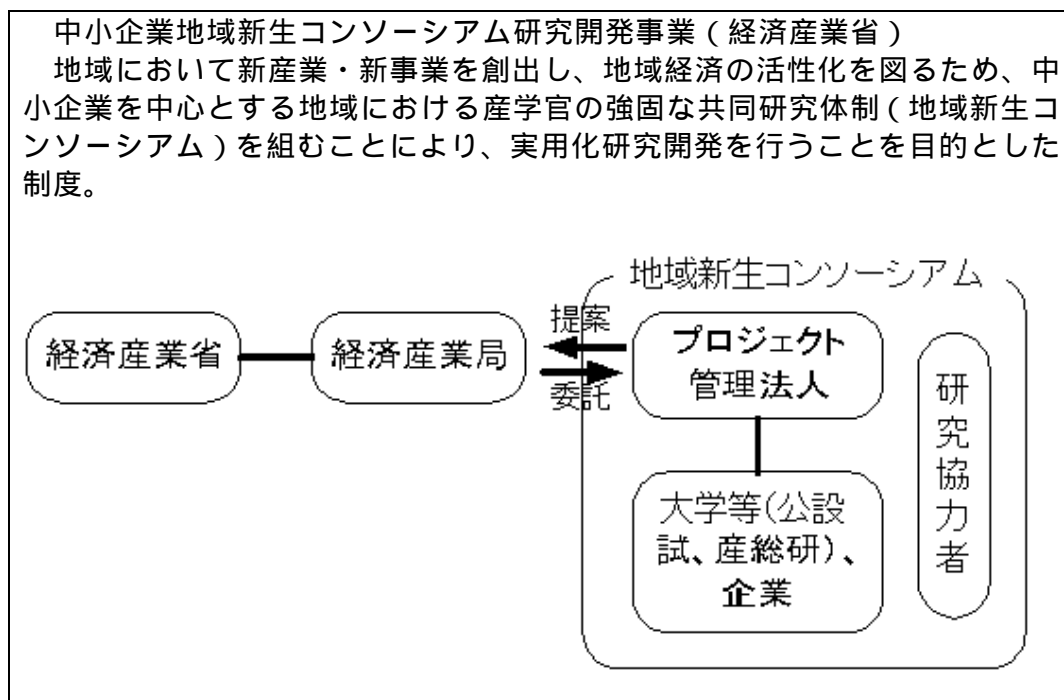 中小企業地域新生コンソーシアム研究開発事業（経済産業省）
地域において新産業・新事業を創出し、地域経済の活性化を図るため、中
小企業を中心とする地域における産学官の強固な共同研究体制（地域新生コ
ンソーシアム）を組むことにより、実用化研究開発を行うことを目的とした
制度。
地域新生コンソーシアム
経済産業省
経済産業局
提案
委託
プロジェクト
管理法人
大学等(公設
試、産総研)、
企業
研究協力者